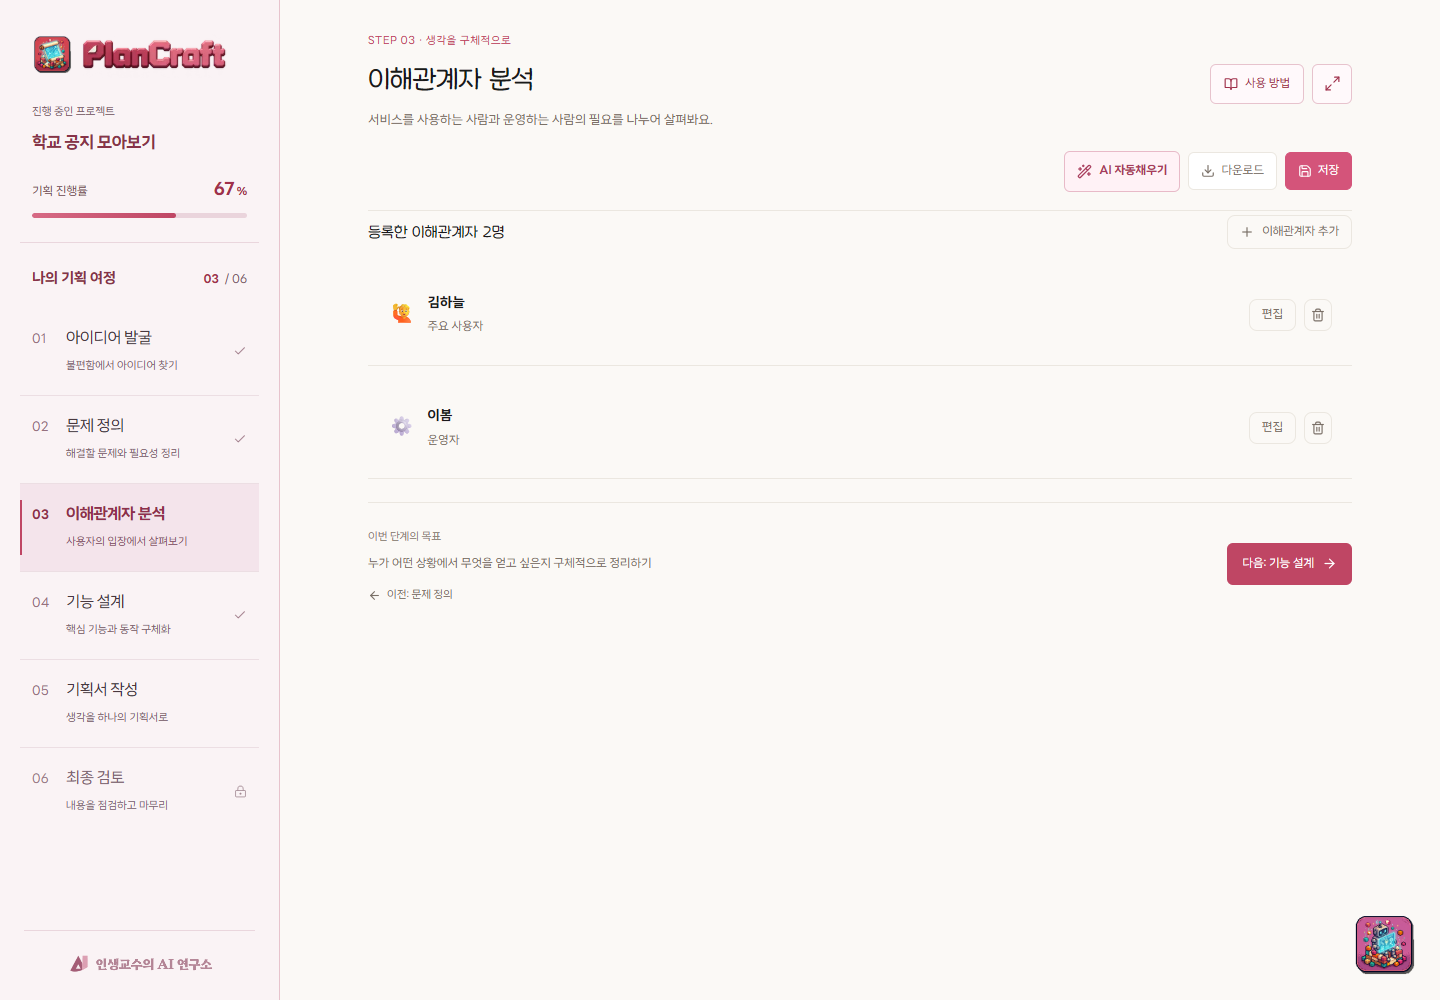 PlanCraft
진행 중인 프로젝트
학교 공지 모아보기
기획 진행률 67%
나의 기획 여정 03 / 06
01 아이디어 발굴
불편함에서 아이디어 찾기
02 문제 정의
해결할 문제와 필요성 정리
03 이해관계자 분석
사용자의 입장에서 살펴보기
04 기능 설계
핵심 기능과 동작 구체화
05 기획서 작성
생각을 하나의 기획서로
06 최종 검토
내용을 점검하고 마무리
인생교수의 AI 연구소
STEP 03 · 생각을 구체적으로
이해관계자 분석
서비스를 사용하는 사람과 운영하는 사람의 필요를 나누어 살펴봐요.
사용 방법
AI 자동채우기 다운로드 저장
등록한 이해관계자 2명 이해관계자 추가
김하늘
주요 사용자
편집
이봄
운영자
편집
이번 단계의 목표
누가 어떤 상황에서 무엇을 얻고 싶은지 구체적으로 정리하기
이전: 문제 정의
다음: 기능 설계